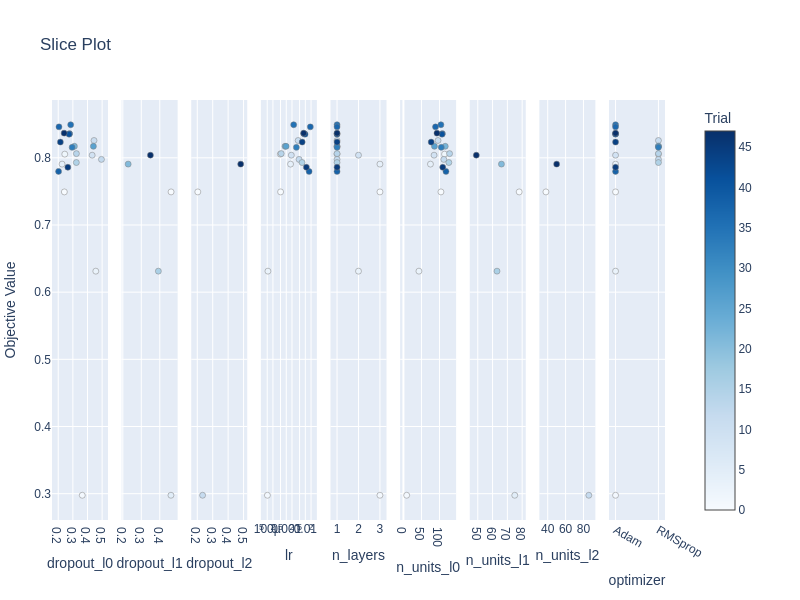 Slice Plot
Trial
Objective Value
0.8
0.7
0.6
0.5
0.4
0.3
45
40
35
30
25
20
15
10
5
0
0.2 0.3 0.4 0.5
0.2 0.3 0.4
0.2 0.3 0.4 0.5
1 2 3
0 50 100
50 60 70 80
40 60 80
Adam RMSprop
dropout_l0 dropout_l1 dropout_l2 lr n_layers n_units_l0 n_units_l1 n_units_l2 optimizer